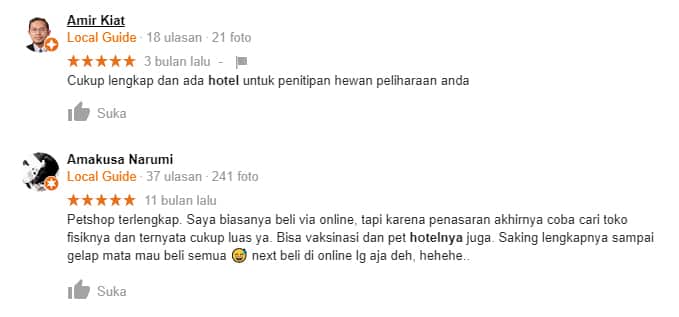 Amir Kiat
Local Guide · 18 ulasan · 21 foto
3 bulan lalu -
Cukup lengkap dan ada hotel untuk penitipan hewan peliharaan anda
Suka
Amakusa Narumi
Local Guide · 37 ulasan · 241 foto
11 bulan lalu
Petshop terlengkap. Saya biasanya beli via online, tapi karena penasaran akhirnya coba cari toko
fisiknya dan ternyata cukup luas ya. Bisa vaksinasi dan pet hotelnya juga. Saking lengkapnya sampai
gelap mata mau beli semua 😅 next beli di online lg aja deh, hehehe..
Suka